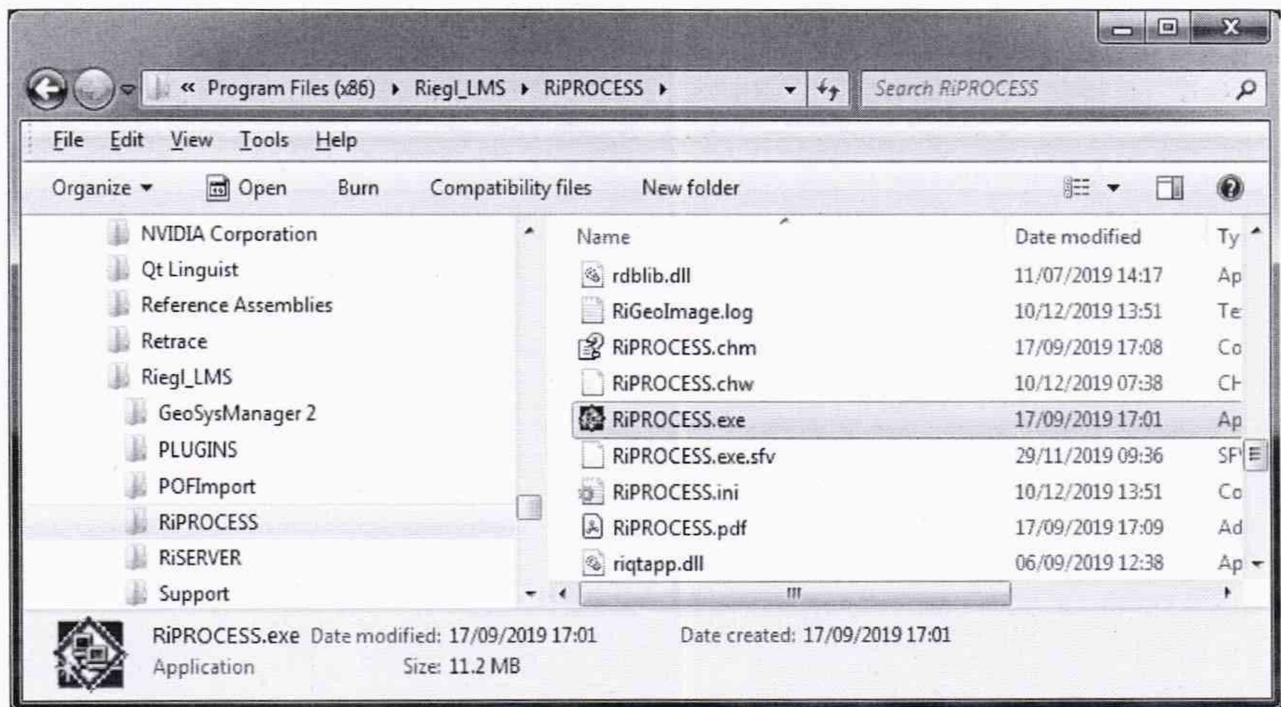 « Program Files (x86) ▸ Riegl_LMS ▸ RiPROCESS ▸ Search RiPROCESS
File Edit View Tools Help
Organize ▾ Open Burn Compatibility files New folder
NVIDIA Corporation
Qt Linguist
Reference Assemblies
Retrace
Riegl_LMS
GeoSysManager 2
PLUGINS
POFImport
RiPROCESS
RiSERVER
Support
Name Date modified Ty
rdblib.dll 11/07/2019 14:17 Ap
RiGeoImage.log 10/12/2019 13:51 Te
RiPROCESS.chm 17/09/2019 17:08 Co
RiPROCESS.chw 10/12/2019 07:38 CH
RiPROCESS.exe 17/09/2019 17:01 Ap
RiPROCESS.exe.sfv 29/11/2019 09:36 SF
RiPROCESS.ini 10/12/2019 13:51 Co
RiPROCESS.pdf 17/09/2019 17:09 Ad
riqtapp.dll 06/09/2019 12:38 Ap
RiPROCESS.exe Date modified: 17/09/2019 17:01 Date created: 17/09/2019 17:01
Application Size: 11.2 MB